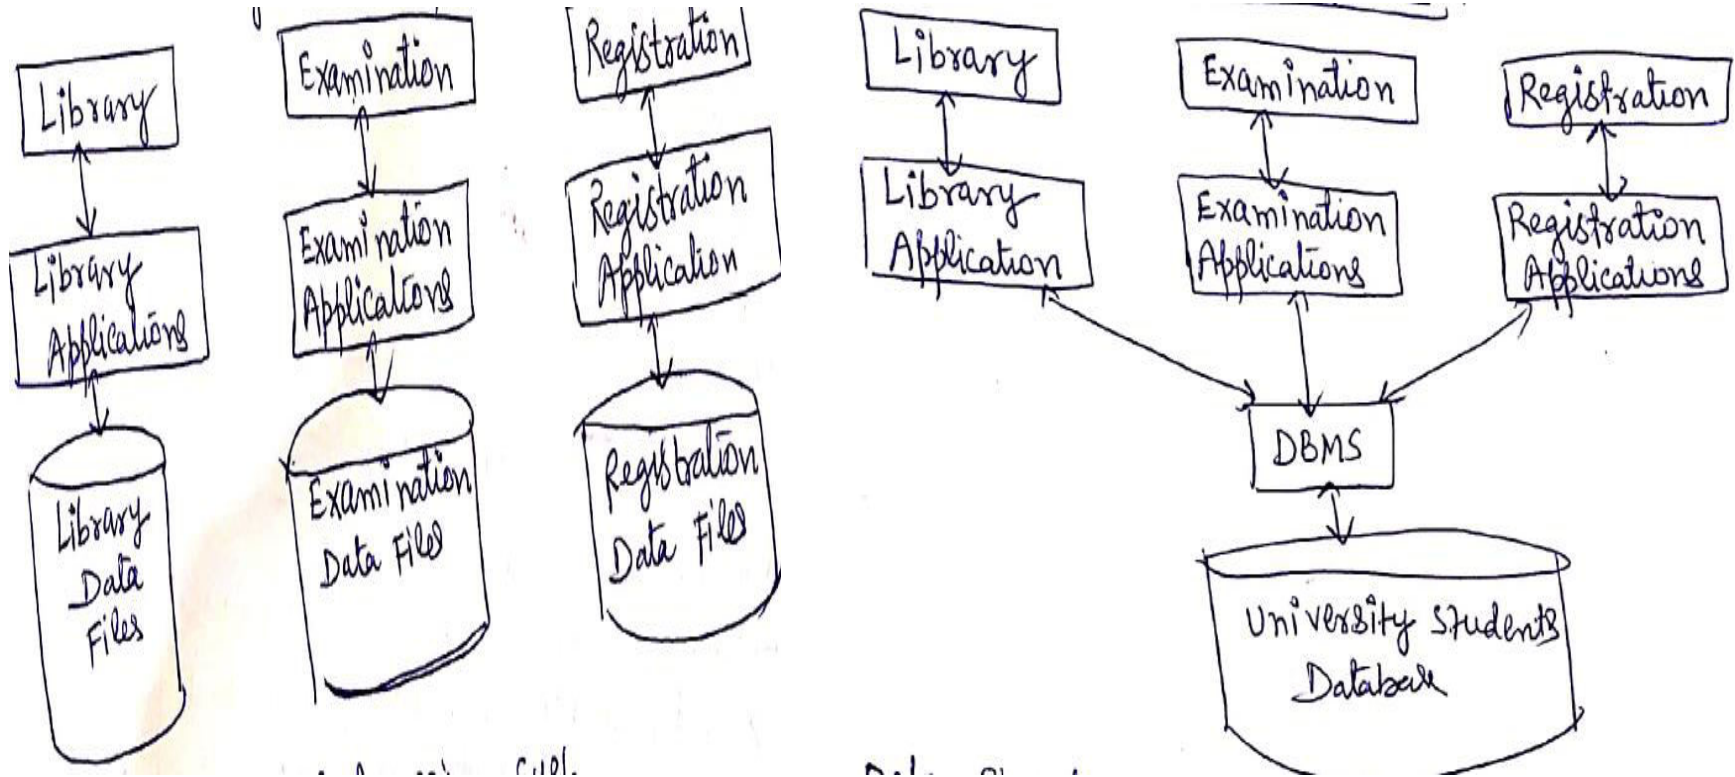 Library
Library
Applications
Library
Data
Files
Examination
Examination
Applications
Examination
Data Files
Registration
Registration
Application
Registration
Data Files
Library
Library
Application
Examination
Examination
Applications
Registration
Registration
Applications
DBMS
University Students
Database